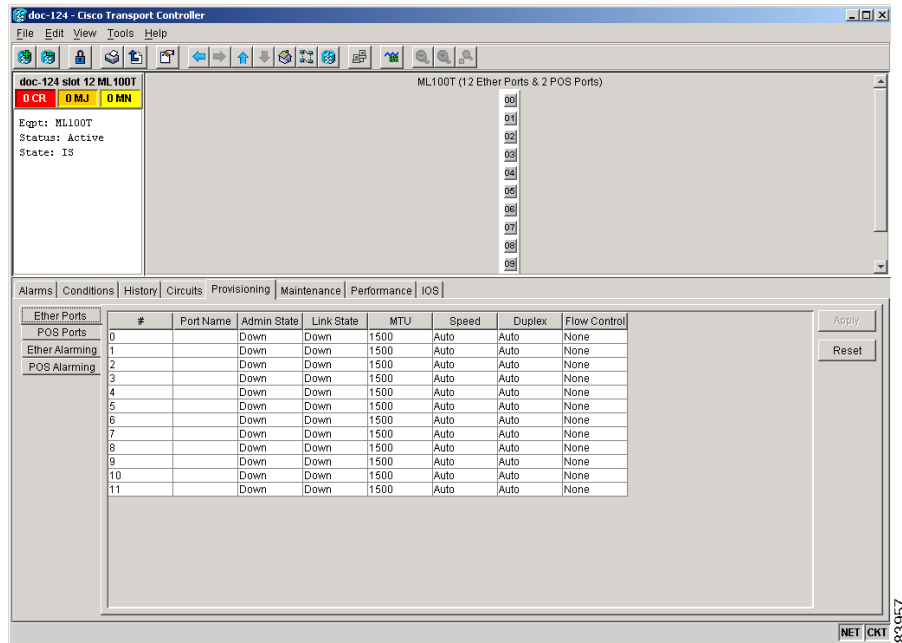 doc-124 - Cisco Transport Controller
File Edit View Tools Help
doc-124 slot 12 ML100T
0 CR 0 MJ 0 MN
Eqpt: ML100T
Status: Active
State: IS
ML100T (12 Ether Ports & 2 POS Ports)
00
01
02
03
04
05
06
07
08
09
Alarms Conditions History Circuits Provisioning Maintenance Performance IOS
Ether Ports
POS Ports
Ether Alarming
POS Alarming
# Port Name Admin State Link State MTU Speed Duplex Flow Control
0 Down Down 1500 Auto Auto None
1 Down Down 1500 Auto Auto None
2 Down Down 1500 Auto Auto None
3 Down Down 1500 Auto Auto None
4 Down Down 1500 Auto Auto None
5 Down Down 1500 Auto Auto None
6 Down Down 1500 Auto Auto None
7 Down Down 1500 Auto Auto None
8 Down Down 1500 Auto Auto None
9 Down Down 1500 Auto Auto None
10 Down Down 1500 Auto Auto None
11 Down Down 1500 Auto Auto None
Apply
Reset
NET CKT
83957